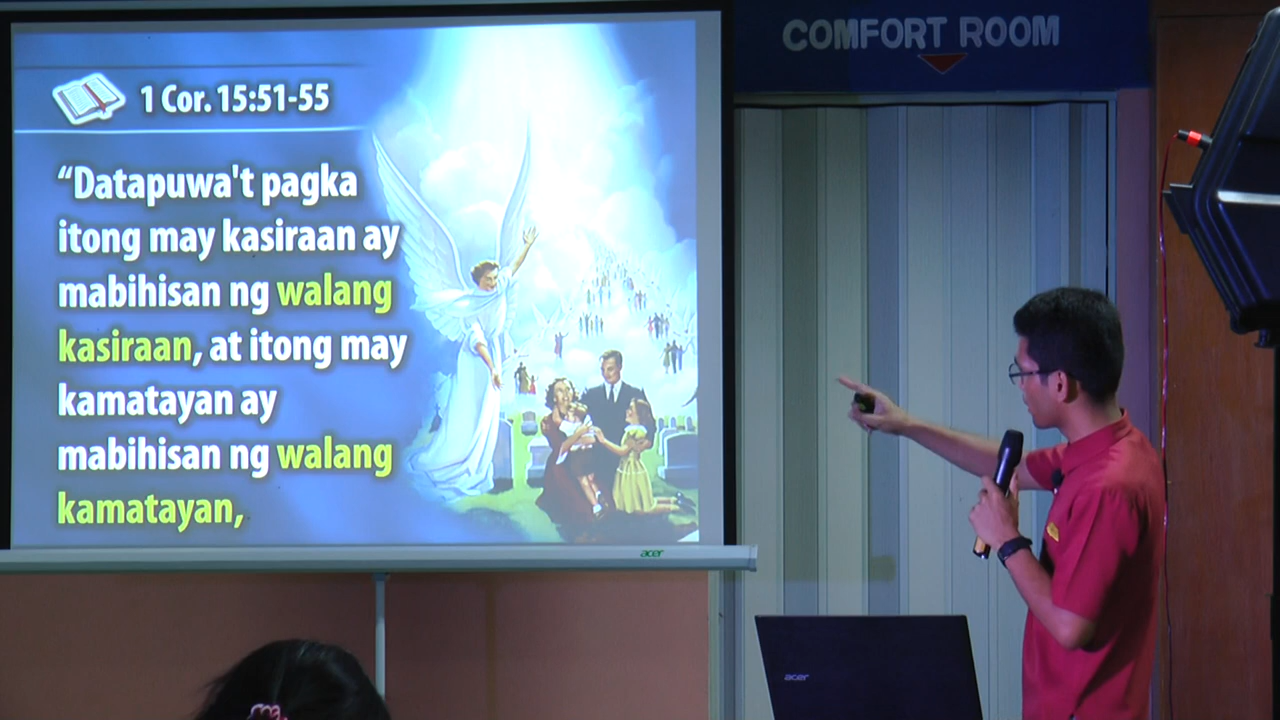 COMFORT ROOM
1 Cor. 15:51-55
“Datapuwa't pagka
itong may kasiraan ay
mabihisan ng walang
kasiraan, at itong may
kamatayan ay
mabihisan ng walang
kamatayan,
acer
acer